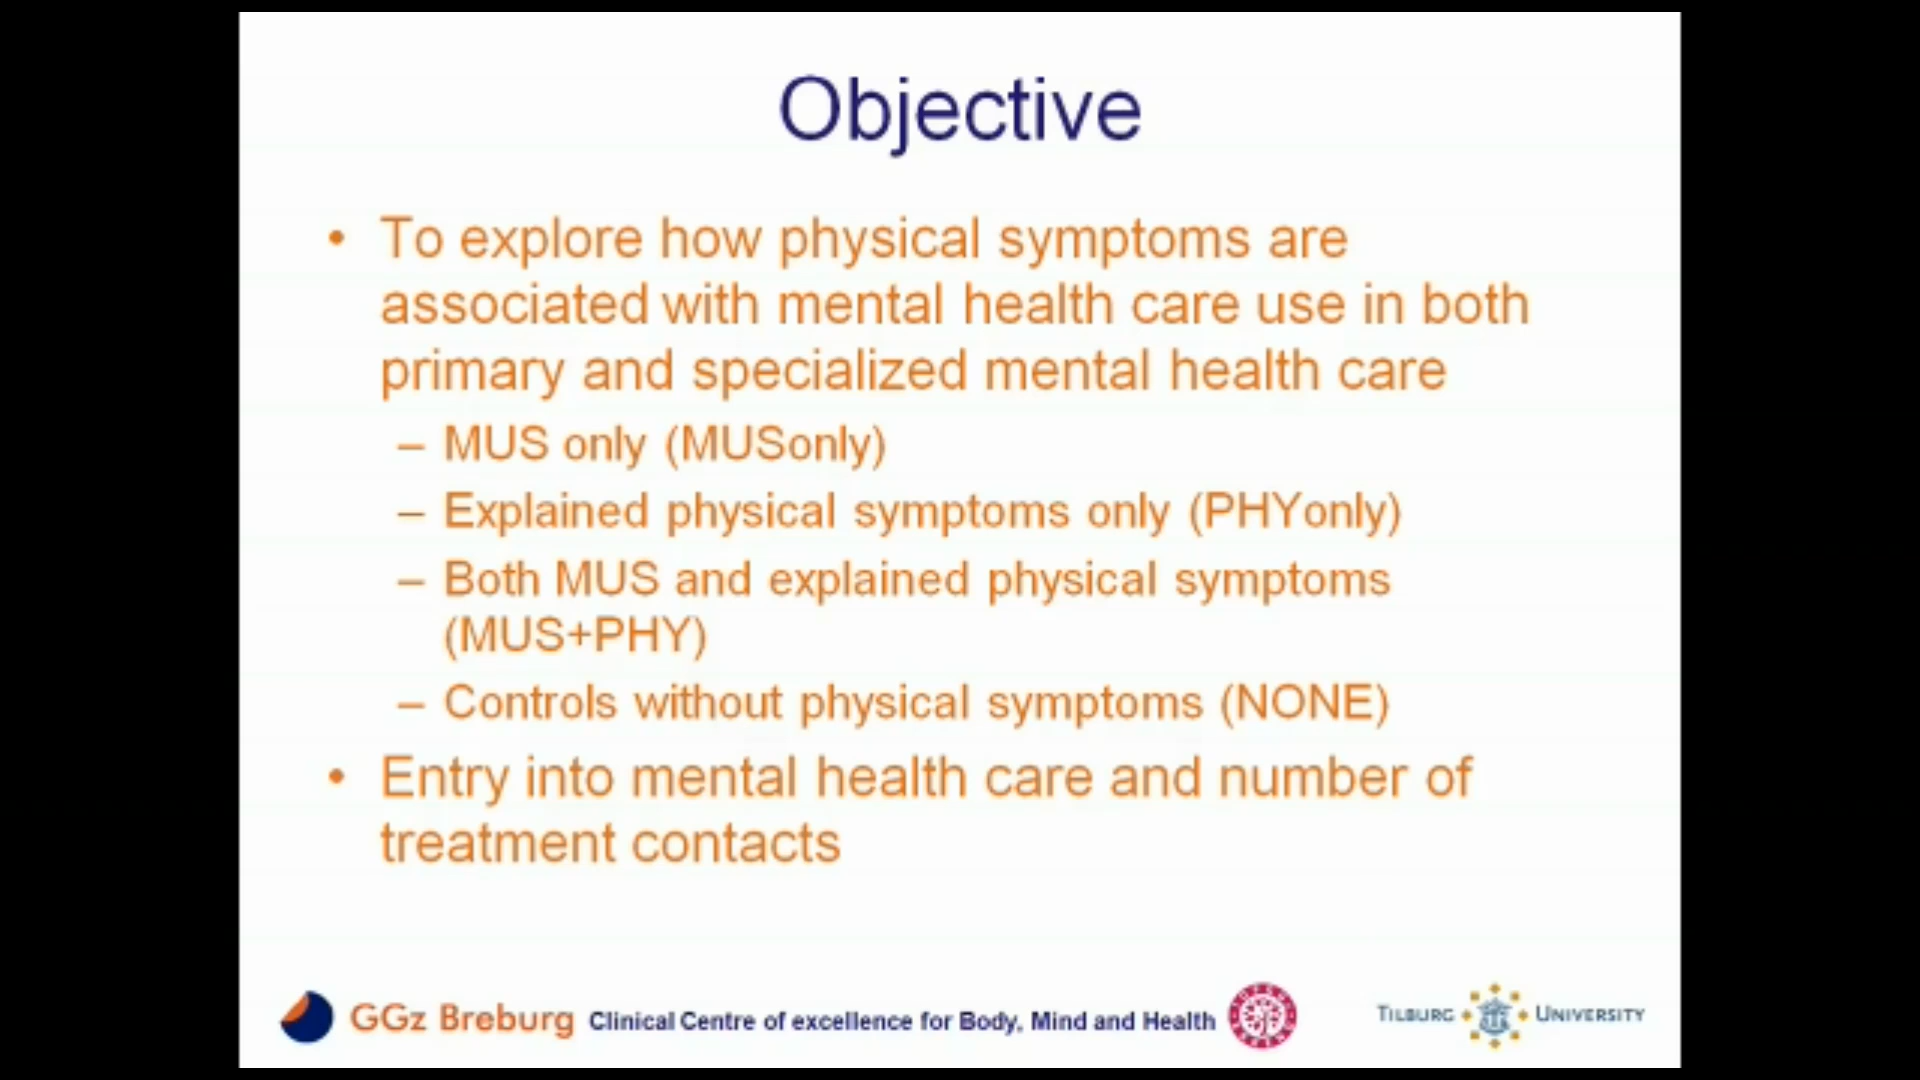 Objective
• To explore how physical symptoms are
associated with mental health care use in both
primary and specialized mental health care
– MUS only (MUSonly)
– Explained physical symptoms only (PHYonly)
– Both MUS and explained physical symptoms
(MUS+PHY)
– Controls without physical symptoms (NONE)
• Entry into mental health care and number of
treatment contacts
GGz Breburg Clinical Centre of excellence for Body, Mind and Health
TILBURG UNIVERSITY